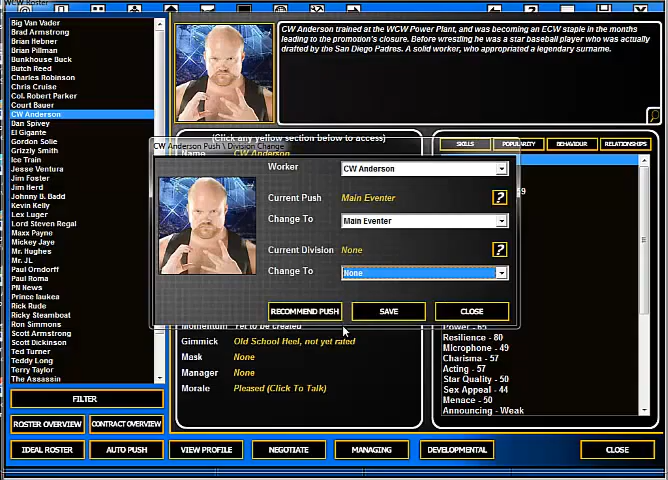 WCW Roster
Big Van Vader
Brad Armstrong
Brian Hebner
Brian Pillman
Bunkhouse Buck
Butch Reed
Charles Robinson
Chris Cruise
Col. Robert Parker
Court Bauer
CW Anderson
Dan Spivey
El Gigante
Gordon Solie
Grizzly Smith
Ice Train
Jesse Ventura
Jim Foster
Jim Herd
Johnny B. Badd
Kevin Kelly
Lex Luger
Lord Steven Regal
Maxx Payne
Mickey Jaye
Mr. Hughes
Mr. JL
Paul Orndorff
Paul Roma
PN News
Prince Iaukea
Rick Rude
Ricky Steamboat
Ron Simmons
Scott Armstrong
Scott Dickinson
Ted Turner
Teddy Long
Terry Taylor
The Assassin
FILTER
ROSTER OVERVIEW
CONTRACT OVERVIEW
CW Anderson trained at the WCW Power Plant, and was becoming an ECW staple in the months
leading to the promotion's closure. Before wrestling he was a star baseball player who was actually
drafted by the San Diego Padres. A solid worker, who appropriated a legendary surname.
(Click any yellow section below to access)
Name CW Anderson
SKILLS
POPULARITY
BEHAVIOUR
RELATIONSHIPS
CW Anderson Push \ Division Change
Worker CW Anderson
Current Push Main Eventer ?
Change To Main Eventer
Current Division None ?
Change To None
RECOMMEND PUSH
SAVE
CLOSE
Momentum Yet to be created
Gimmick Old School Heel, not yet rated
Mask None
Manager None
Morale Pleased (Click To Talk)
59
Power - 65
Resilience - 80
Microphone - 49
Charisma - 57
Acting - 57
Star Quality - 50
Sex Appeal - 44
Menace - 50
Announcing - Weak
IDEAL ROSTER
AUTO PUSH
VIEW PROFILE
NEGOTIATE
MANAGING
DEVELOPMENTAL
CLOSE